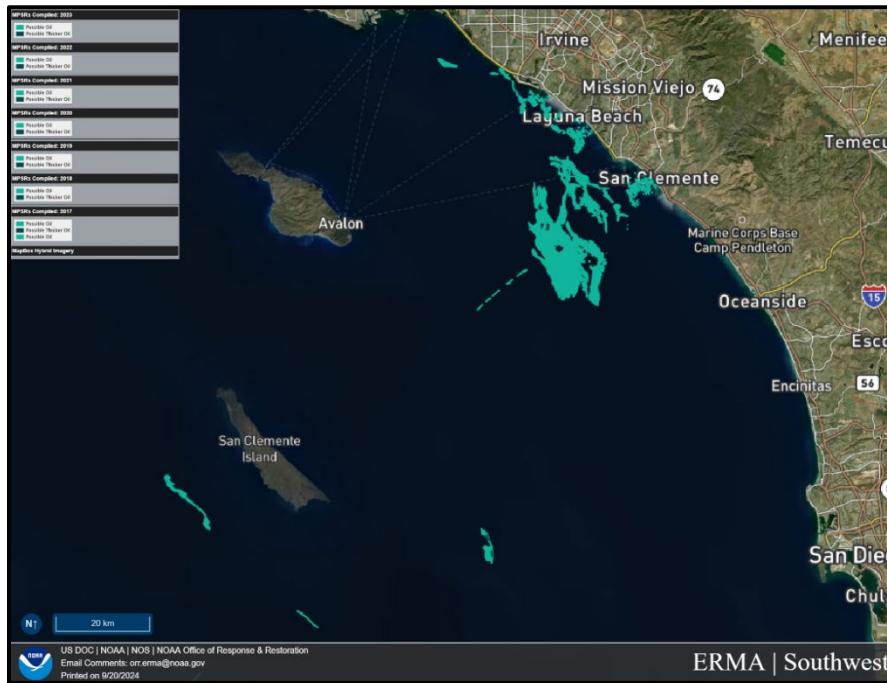 MPSRs Compiled: 2023
Possible Oil
Possible Thicker Oil
MPSRs Compiled: 2022
Possible Oil
Possible Thicker Oil
MPSRs Compiled: 2021
Possible Oil
Possible Thicker Oil
MPSRs Compiled: 2020
Possible Oil
Possible Thicker Oil
MPSRs Compiled: 2019
Possible Oil
Possible Thicker Oil
MPSRs Compiled: 2018
Possible Oil
Possible Thicker Oil
MPSRs Compiled: 2017
Possible Oil
Possible Thicker Oil
Possible Oil
MapBox Hybrid Imagery
Irvine
Menifee
Mission Viejo
74
Laguna Beach
Temecu
San Clemente
Avalon
Marine Corps Base
Camp Pendleton
15
Oceanside
Esco
56
Encinitas
San Clemente
Island
San Die
Chul
N↑
20 km
NOAA
US DOC | NOAA | NOS | NOAA Office of Response & Restoration
Email Comments: orr.erma@noaa.gov
Printed on 9/20/2024
ERMA | Southwest